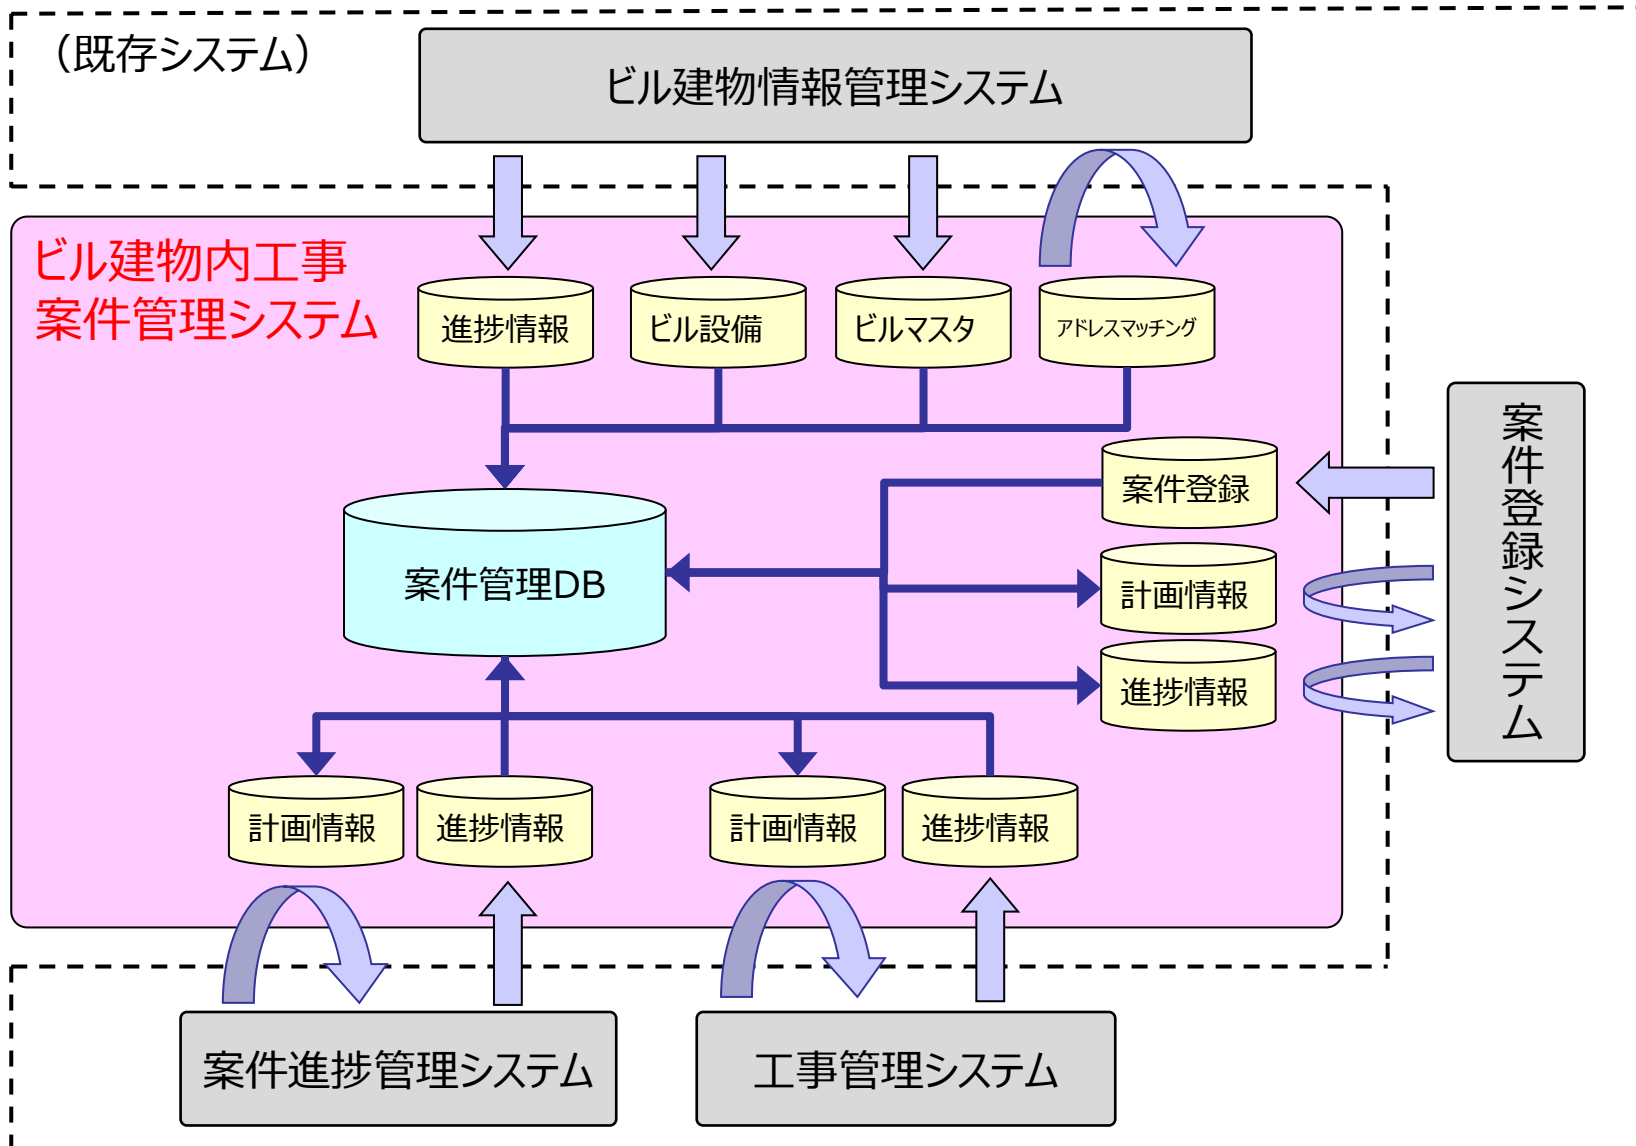 （既存システム）
ビル建物情報管理システム
ビル建物内工事
案件管理システム
進捗情報
ビル設備
ビルマスタ
アドレスマッチング
案件登録
案件管理DB
計画情報
進捗情報
案件登録システム
計画情報
進捗情報
計画情報
進捗情報
案件進捗管理システム
工事管理システム